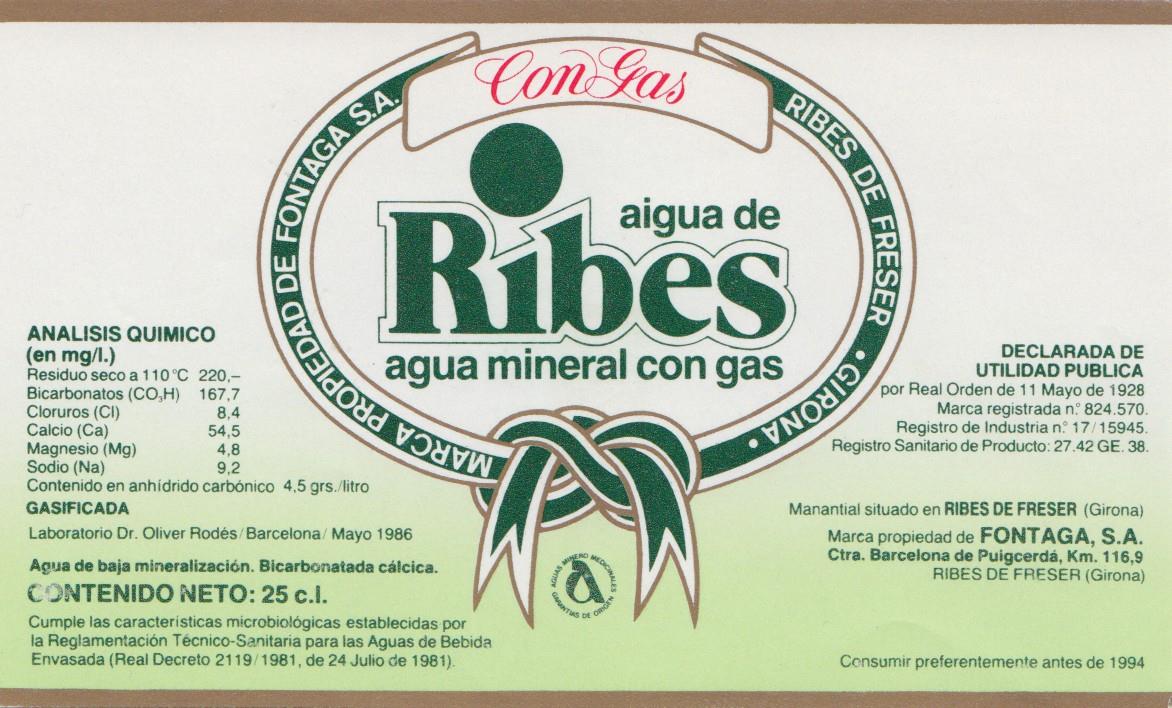 Con Gas
MARCA PROPIEDAD DE FONTAGA S.A.
RIBES DE FRESER • GIRONA •
aigua de
Ribes
agua mineral con gas
ANALISIS QUIMICO
(en mg/l.)
Residuo seco a 110°C 220,–
Bicarbonatos (CO₃H) 167,7
Cloruros (Cl) 8,4
Calcio (Ca) 54,5
Magnesio (Mg) 4,8
Sodio (Na) 9,2
Contenido en anhídrido carbónico 4,5 grs./litro
GASIFICADA
Laboratorio Dr. Oliver Rodés/Barcelona/ Mayo 1986
Agua de baja mineralización. Bicarbonatada cálcica.
CONTENIDO NETO: 25 c.l.
Cumple las características microbiológicas establecidas por
la Reglamentación Técnico-Sanitaria para las Aguas de Bebida
Envasada (Real Decreto 2119/1981, de 24 Julio de 1981).
AGUAS MINERO MEDICINALES
GARANTIAS DE ORIGEN
DECLARADA DE
UTILIDAD PUBLICA
por Real Orden de 11 Mayo de 1928
Marca registrada n.º 824.570.
Registro de Industria n.º 17/15945.
Registro Sanitario de Producto: 27.42 GE. 38.
Manantial situado en RIBES DE FRESER (Girona)
Marca propiedad de FONTAGA, S.A.
Ctra. Barcelona de Puigcerdá, Km. 116,9
RIBES DE FRESER (Girona)
Consumir preferentemente antes de 1994